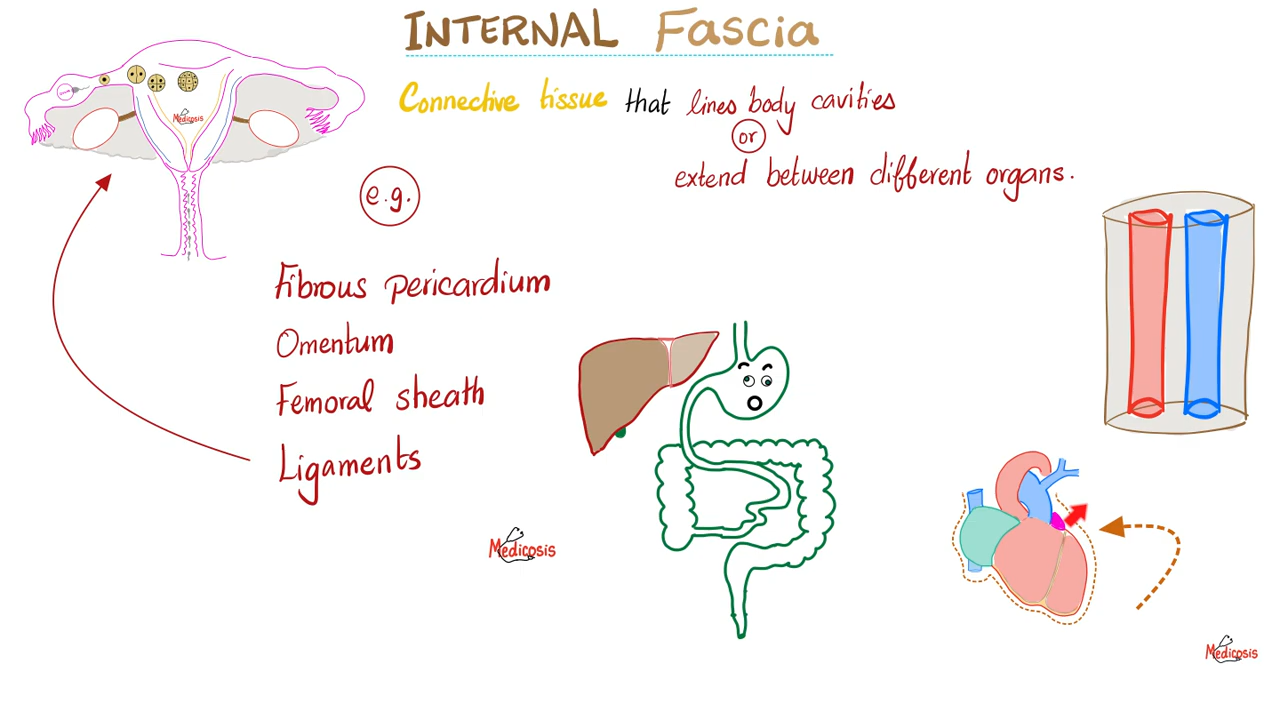 INTERNAL Fascia
Connective tissue that lines body cavities
or
extend between different organs.
e.g.
Fibrous pericardium
Omentum
Femoral sheath
Ligaments
Medicosis
Medicosis
Medicosis